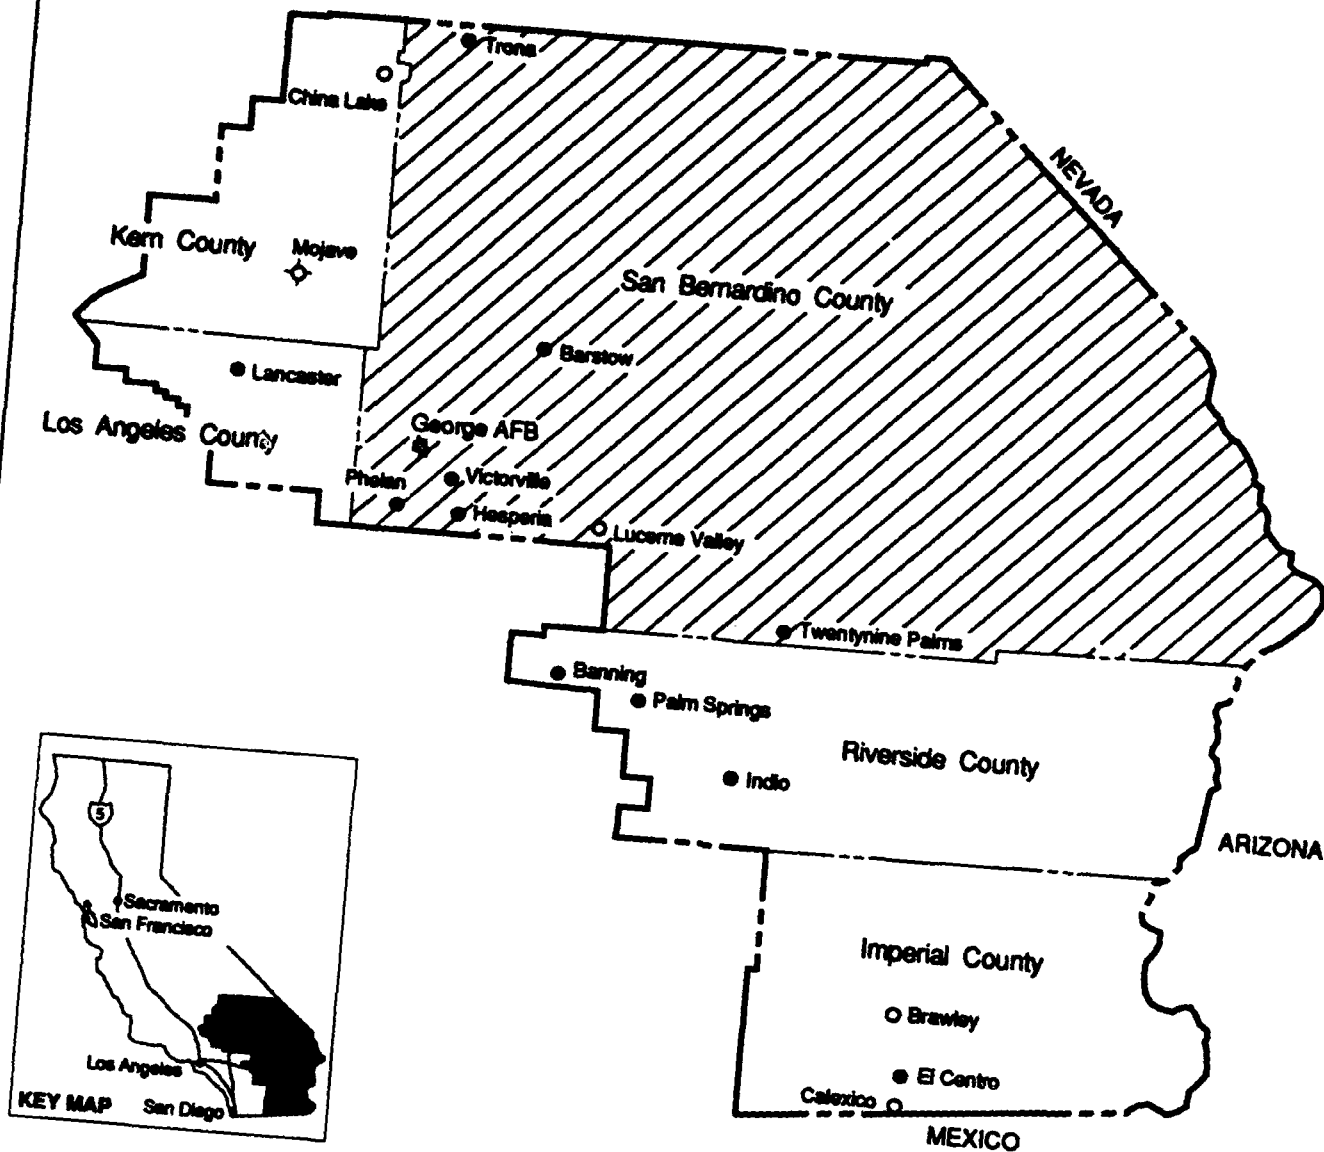 Trona
China Lake
NEVADA
Kern County
Mojave
San Bernardino County
Barstow
Lancaster
Los Angeles County
George AFB
Phelan
Victorville
Hesperia
Lucerne Valley
Twentynine Palms
Banning
Palm Springs
Riverside County
Indio
ARIZONA
5
Sacramento
San Francisco
Imperial County
Brawley
Los Angeles
El Centro
Calexico
KEY MAP
San Diego
MEXICO